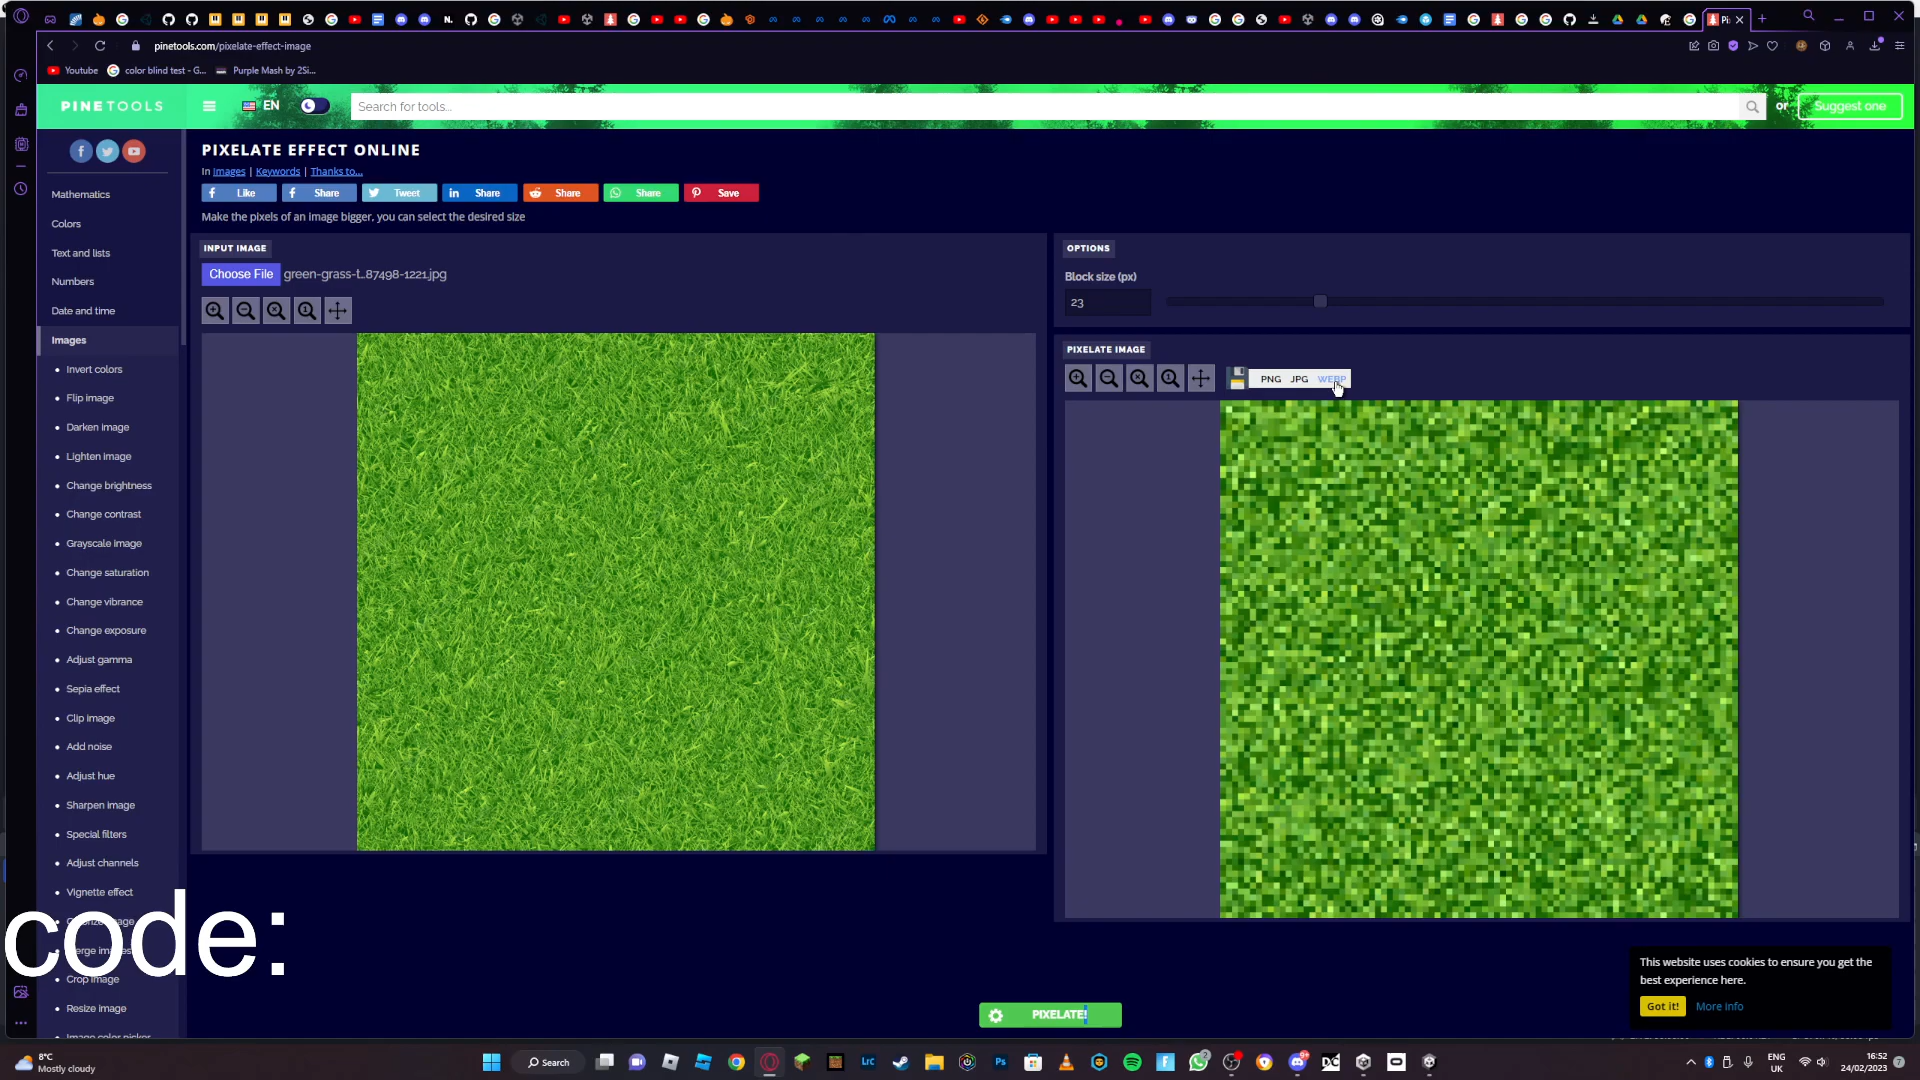 pinetools.com/pixelate-effect-image
Youtube
color blind test - G...
Purple Mash by 2Si...
PINETOOLS
EN
Search for tools...
or
Suggest one
PIXELATE EFFECT ONLINE
In Images | Keywords | Thanks to...
Like
Share
Tweet
Share
Share
Share
Save
Make the pixels of an image bigger, you can select the desired size
Mathematics
Colors
Text and lists
Numbers
Date and time
Images
Invert colors
Flip image
Darken image
Lighten image
Change brightness
Change contrast
Grayscale image
Change saturation
Change vibrance
Change exposure
Adjust gamma
Sepia effect
Clip image
Add noise
Adjust hue
Sharpen image
Special filters
Adjust channels
Vignette effect
Crop image
Resize image
Image color picker
INPUT IMAGE
Choose File green-grass-t...87498-1221.jpg
OPTIONS
Block size (px)
23
PIXELATE IMAGE
PNG JPG WEBP
code:
PIXELATE!
This website uses cookies to ensure you get the
best experience here.
Got it!
More info
8°C
Mostly cloudy
Search
ENG
UK
16:52
24/02/2023